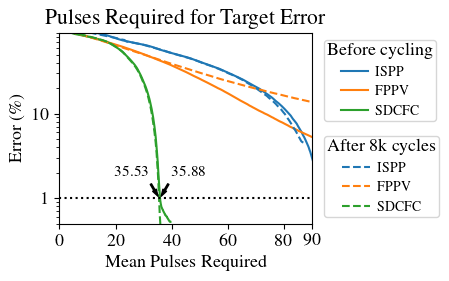 Pulses Required for Target Error
Error (%)
10
1
35.53
35.88
0
20
40
60
80
90
Mean Pulses Required
Before cycling
ISPP
FPPV
SDCFC
After 8k cycles
ISPP
FPPV
SDCFC